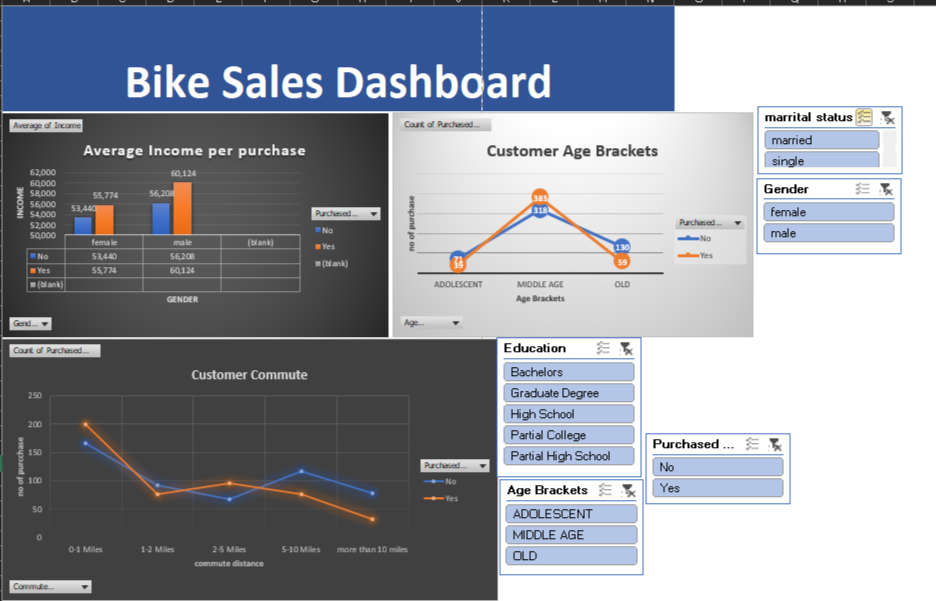 Bike Sales Dashboard
Average of Income
Average Income per purchase
62,000
60,000
58,000
56,000
54,000
52,000
50,000
INCOME
53,440
55,774
56,208
60,124
female male (blank)
No 53,440 56,208
Yes 55,774 60,124
(blank)
GENDER
Purchased...
No
Yes
(blank)
Gend...
Count of Purchased...
Customer Age Brackets
no of purchase
71
39
383
318
130
59
ADOLESCENT MIDDLE AGE OLD
Age Brackets
Purchased...
No
Yes
Age...
marrital status
married
single
Gender
female
male
Count of Purchased...
Customer Commute
250
200
150
100
50
0
no of purchase
0-1 Miles 1-2 Miles 2-5 Miles 5-10 Miles more than 10 miles
commute distance
Purchased...
No
Yes
Commute...
Education
Bachelors
Graduate Degree
High School
Partial College
Partial High School
Age Brackets
ADOLESCENT
MIDDLE AGE
OLD
Purchased ...
No
Yes